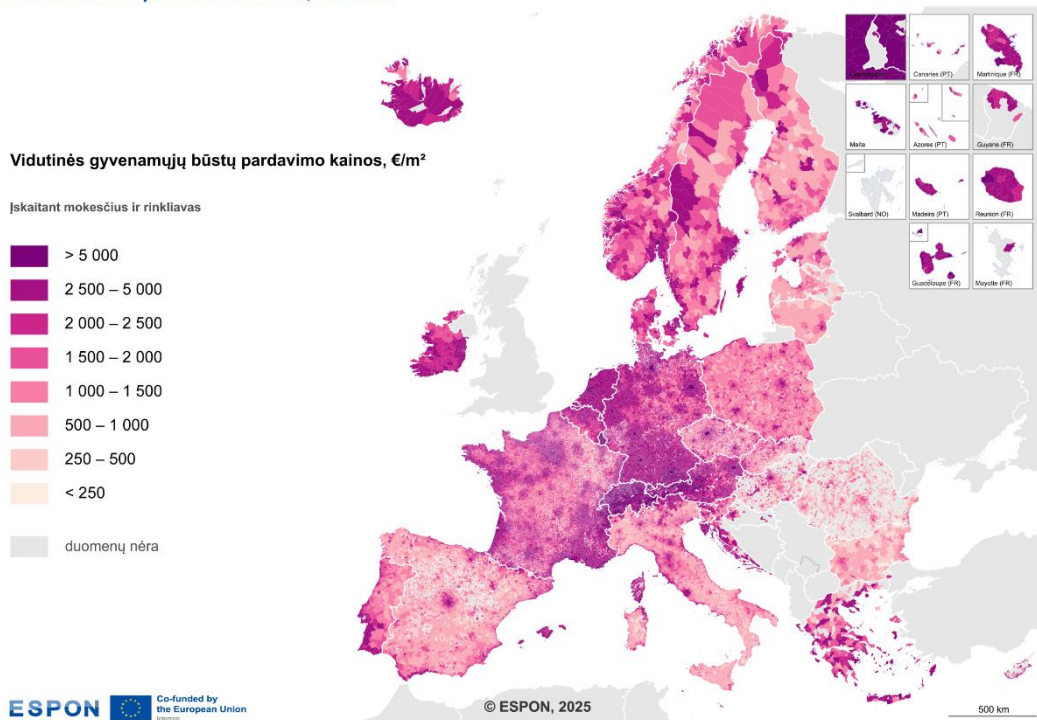 Vidutinės gyvenamųjų būstų pardavimo kainos, €/m²
Įskaitant mokesčius ir rinkliavas
> 5 000
2 500 – 5 000
2 000 – 2 500
1 500 – 2 000
1 000 – 1 500
500 – 1 000
250 – 500
< 250
duomenų nėra
Canaries (PT)
Martinique (FR)
Malta
Azores (PT)
Guyane (FR)
Svalbard (NO)
Madeira (PT)
Reunion (FR)
Guadeloupe (FR)
Mayotte (FR)
ESPON
Co-funded by
the European Union
Interreg
© ESPON, 2025
500 km